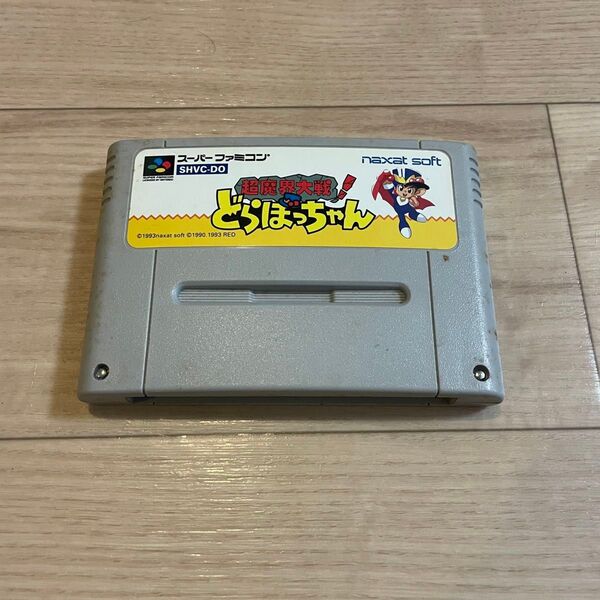 スーパーファミコン
SHVC-DO
naxat soft
超魔界大戦!
どらぼっちゃん
©1993naxat soft ©1990.1993 RED